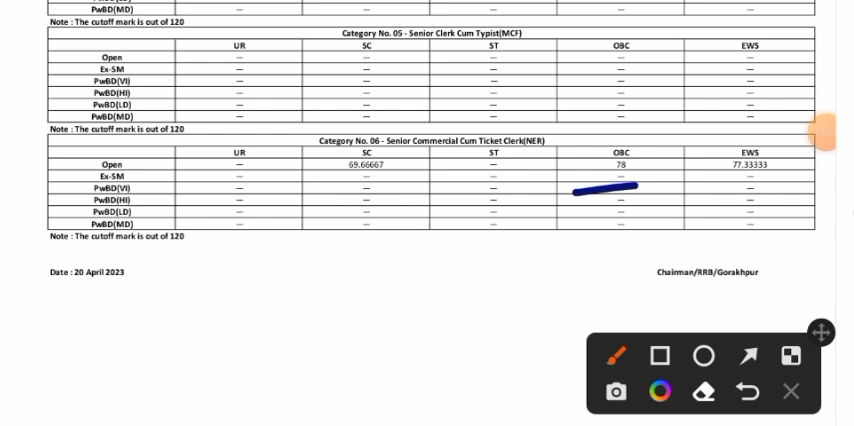 PwBD(MD) — — — — —
Note : The cutoff mark is out of 120
Category No. 05 - Senior Clerk Cum Typist(MCF)
UR SC ST OBC EWS
Open — — — — —
Ex-SM — — — — —
PwBD(VI) — — — — —
PwBD(HI) — — — — —
PwBD(LD) — — — — —
PwBD(MD) — — — — —
Note : The cutoff mark is out of 120
Category No. 06 - Senior Commercial Cum Ticket Clerk(NER)
UR SC ST OBC EWS
Open — 69.66667 — 78 77.33333
Ex-SM — — — — —
PwBD(VI) — — — —
PwBD(HI) — — — — —
PwBD(LD) — — — — —
PwBD(MD) — — — — —
Note : The cutoff mark is out of 120
Date : 20 April 2023 Chairman/RRB/Gorakhpur